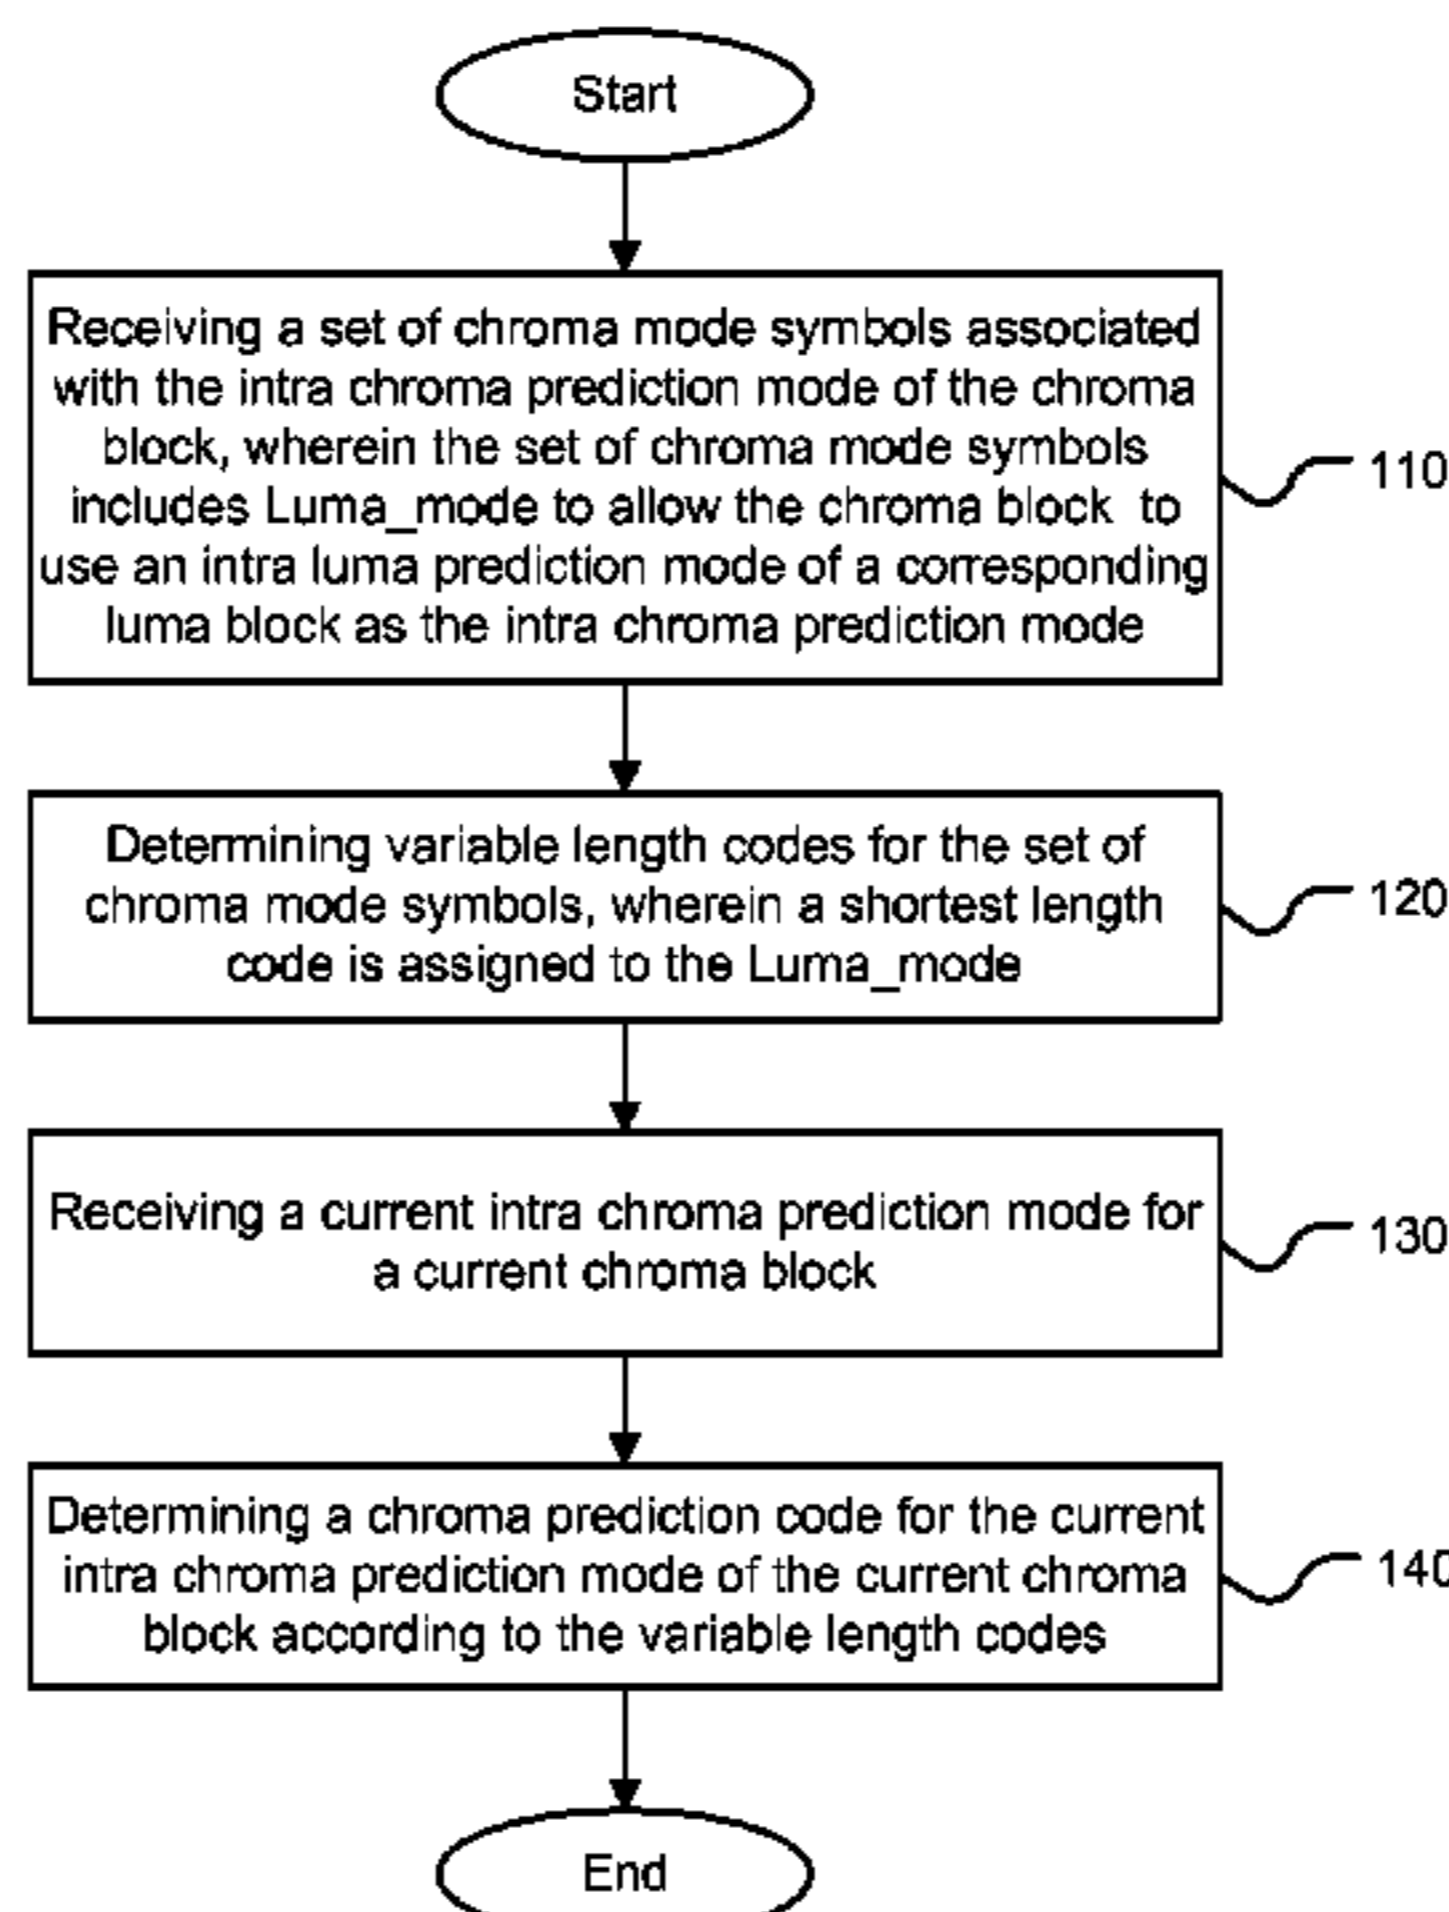 Start
Receiving a set of chroma mode symbols associated
with the intra chroma prediction mode of the chroma
block, wherein the set of chroma mode symbols
includes Luma_mode to allow the chroma block to
use an intra luma prediction mode of a corresponding
luma block as the intra chroma prediction mode
110
Determining variable length codes for the set of
chroma mode symbols, wherein a shortest length
code is assigned to the Luma_mode
120
Receiving a current intra chroma prediction mode for
a current chroma block
130
Determining a chroma prediction code for the current
intra chroma prediction mode of the current chroma
block according to the variable length codes
140
End